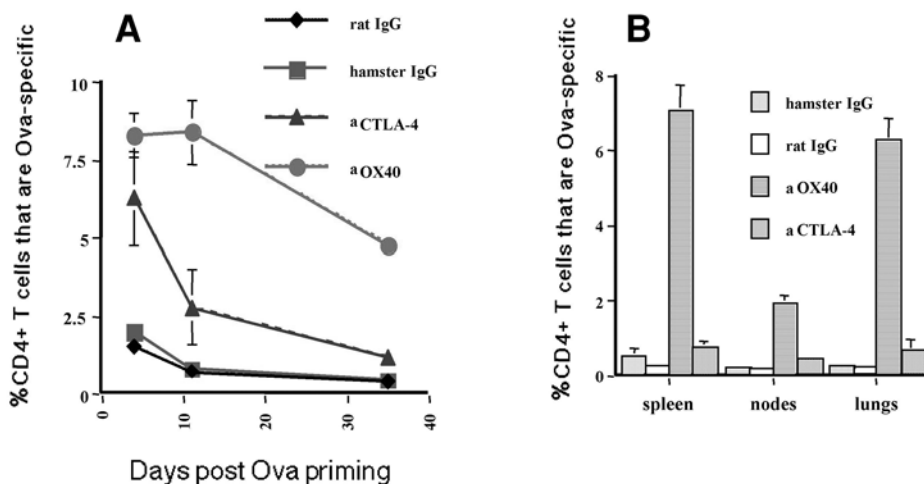 A
rat IgG
hamster IgG
aCTLA-4
aOX40
%CD4+ T cells that are Ova-specific
10
7.5
5
2.5
0
0
10
20
30
40
Days post Ova priming
B
hamster IgG
rat IgG
a OX40
a CTLA-4
%CD4+ T cells that are Ova-specific
8
6
4
2
0
spleen
nodes
lungs